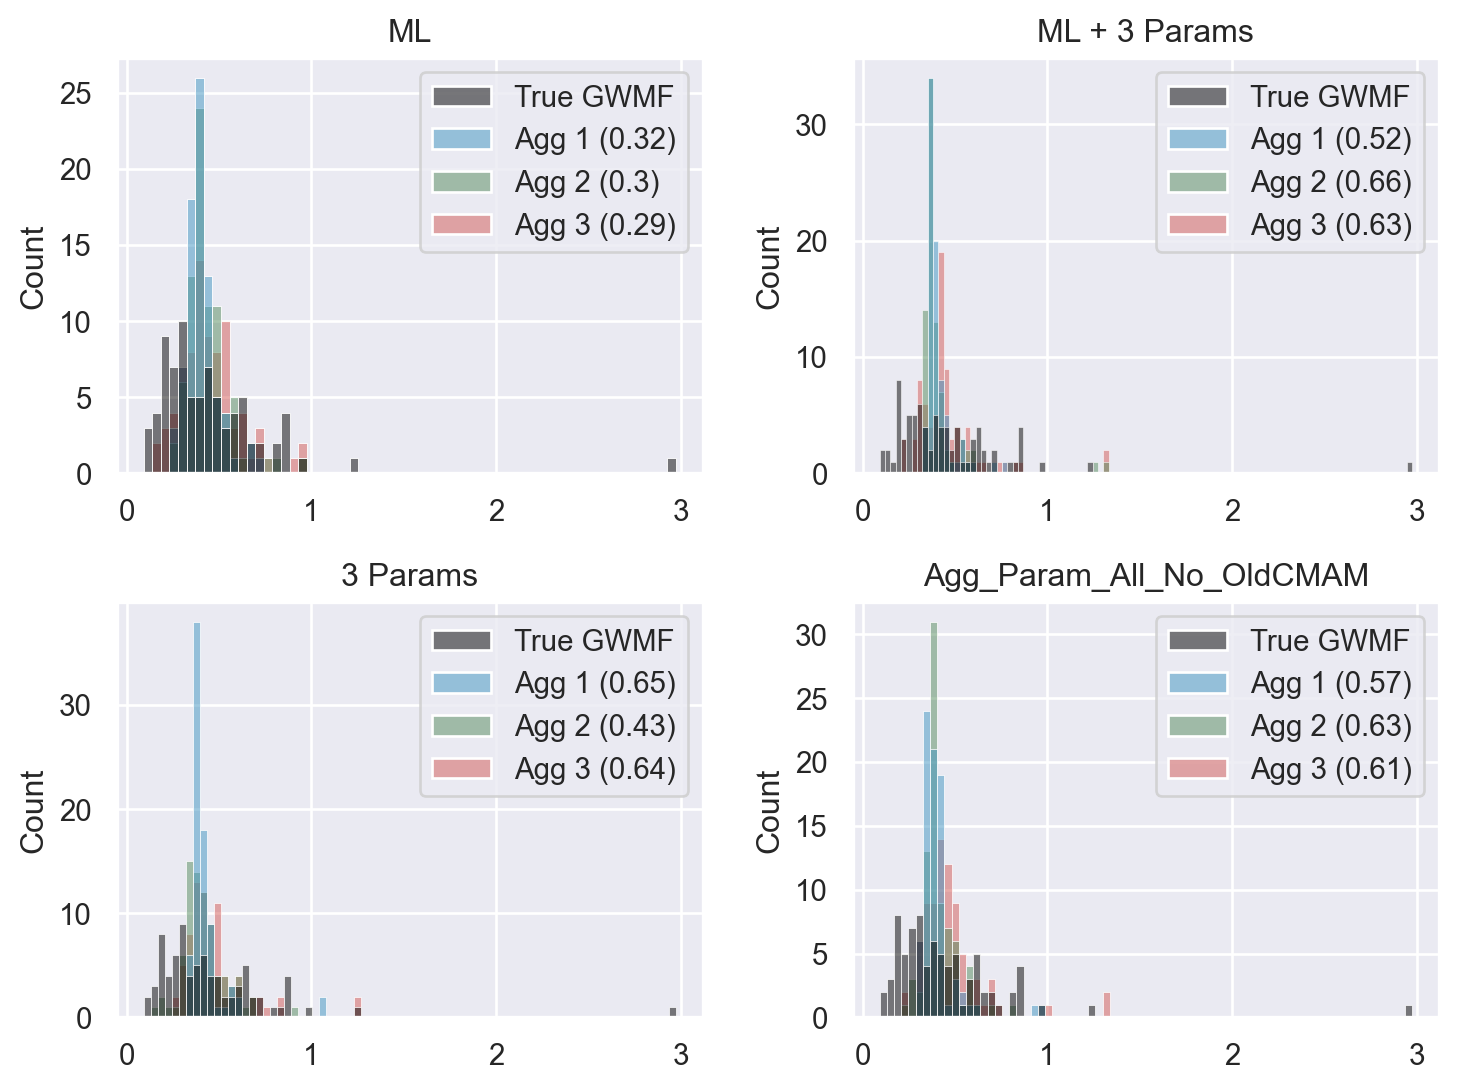 ML
Count
25
20
15
10
5
0
0 1 2 3
True GWMF
Agg 1 (0.32)
Agg 2 (0.3)
Agg 3 (0.29)
ML + 3 Params
Count
30
20
10
0
0 1 2 3
True GWMF
Agg 1 (0.52)
Agg 2 (0.66)
Agg 3 (0.63)
3 Params
Count
30
20
10
0
0 1 2 3
True GWMF
Agg 1 (0.65)
Agg 2 (0.43)
Agg 3 (0.64)
Agg_Param_All_No_OldCMAM
Count
30
25
20
15
10
5
0
0 1 2 3
True GWMF
Agg 1 (0.57)
Agg 2 (0.63)
Agg 3 (0.61)